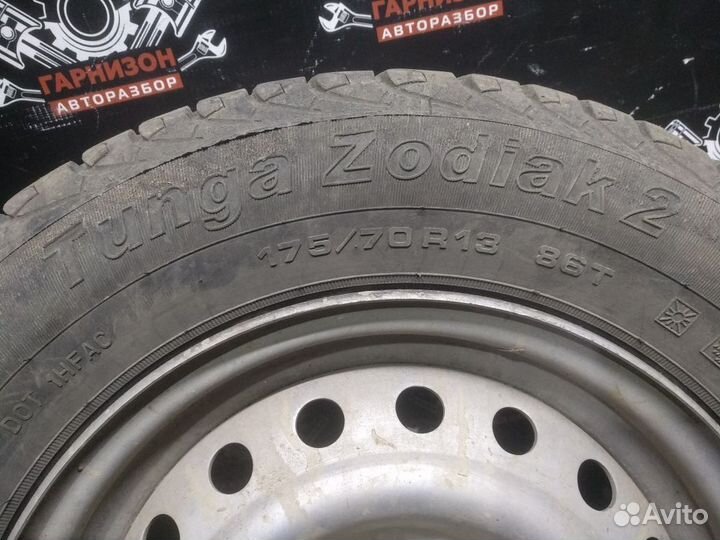 ГАРНИЗОН
АВТОРАЗБОР
ГАРНИЗОН
АВТОРАЗБОР
Tunga Zodiak 2
175/70 R13 86T
DOT 1HFAC
Avito